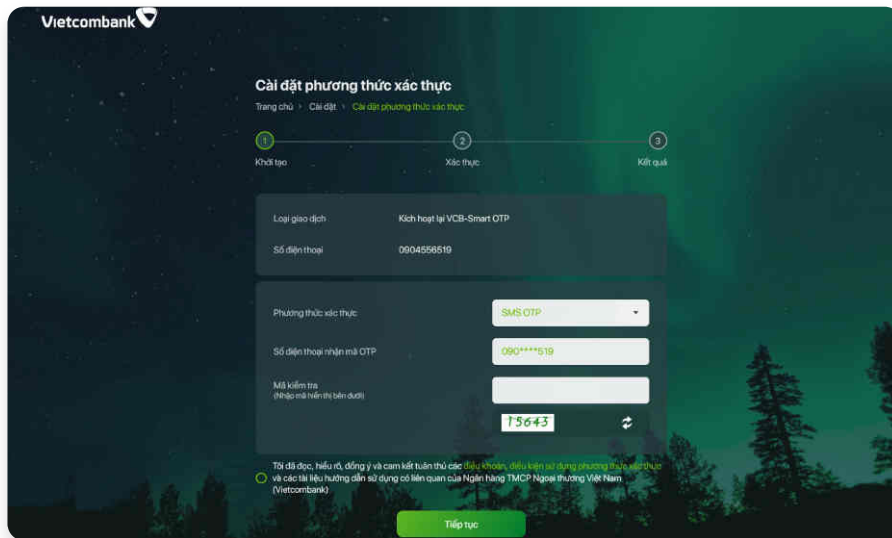 Vietcombank
Cài đặt phương thức xác thực
Trang chủ > Cài đặt > Cài đặt phương thức xác thực
1 2 3
Khởi tạo Xác thực Kết quả
Loại giao dịch Kích hoạt lại VCB-Smart OTP
Số điện thoại 0904556519
Phương thức xác thực SMS OTP
Số điện thoại nhận mã OTP 090****519
Mã kiểm tra
(Nhập mã hiển thị bên dưới)
15643
Tôi đã đọc, hiểu rõ, đồng ý và cam kết tuân thủ các điều khoản, điều kiện sử dụng phương thức xác thực
và các tài liệu hướng dẫn sử dụng có liên quan của Ngân hàng TMCP Ngoại thương Việt Nam
(Vietcombank)
Tiếp tục